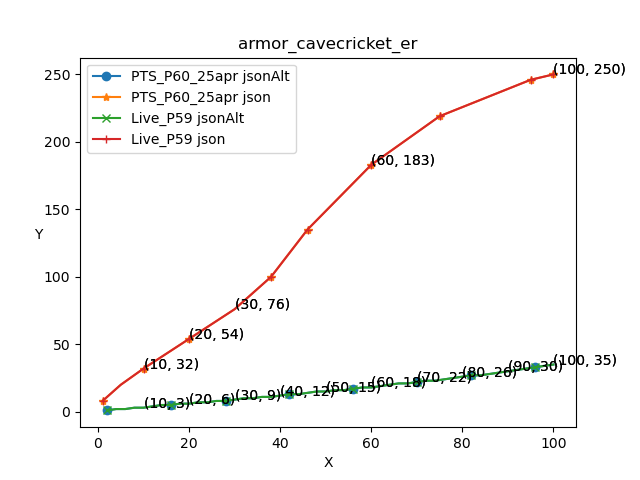 armor_cavecricket_er
PTS_P60_25apr jsonAlt
PTS_P60_25apr json
Live_P59 jsonAlt
Live_P59 json
(100, 250)
(60, 183)
(30, 76)
(20, 54)
(10, 32)
(10, 3)
(20, 6)
(30, 9)
(40, 12)
(50, 15)
(60, 18)
(70, 22)
(80, 26)
(90, 30)
(100, 35)
250
200
150
100
50
0
Y
0 20 40 60 80 100
X